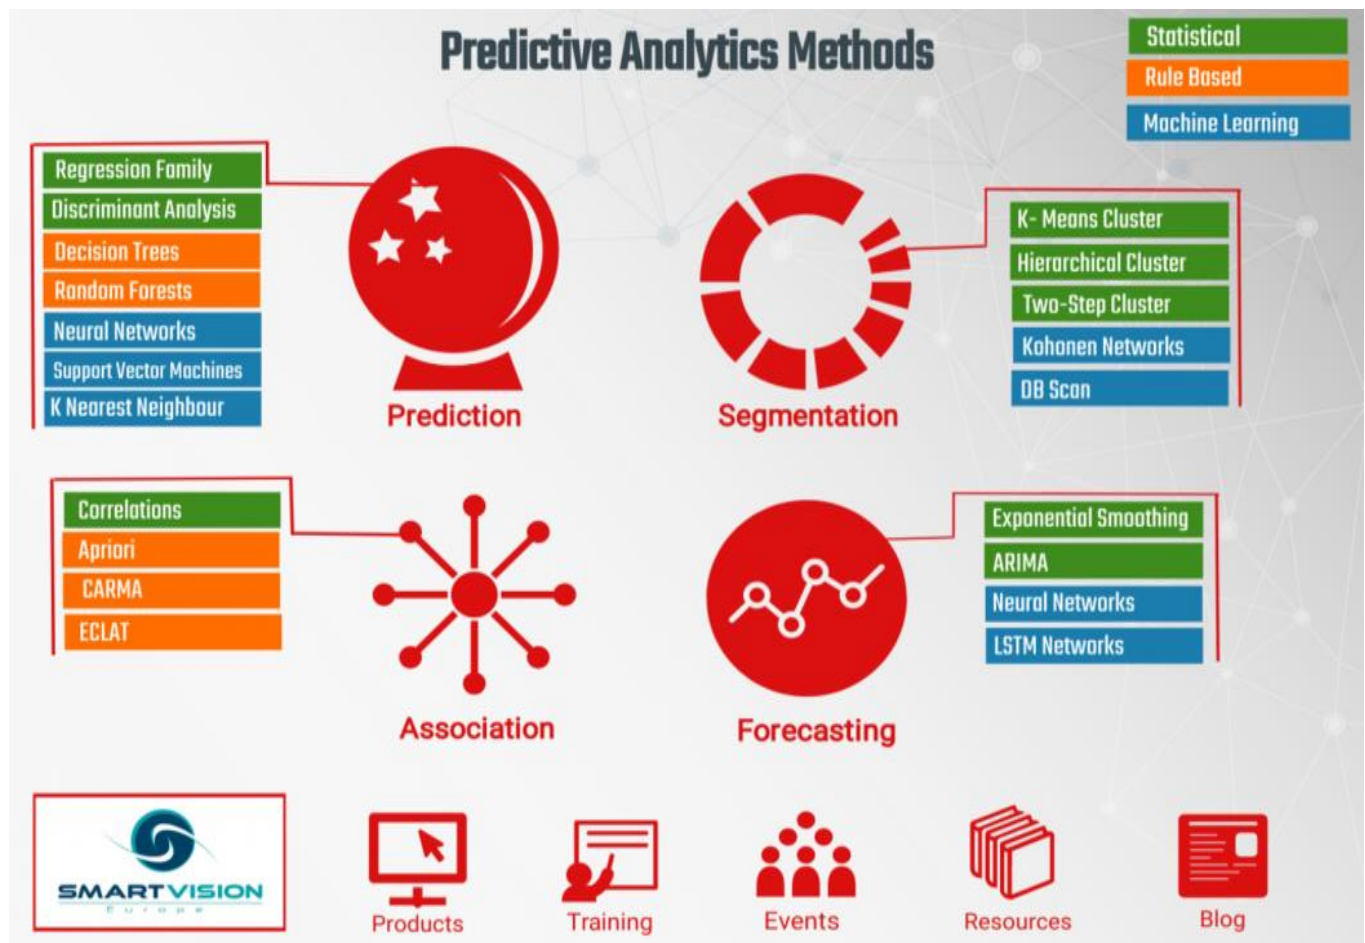 Predictive Analytics Methods
Statistical
Rule Based
Machine Learning
Regression Family
Discriminant Analysis
Decision Trees
Random Forests
Neural Networks
Support Vector Machines
K Nearest Neighbour
Prediction
K- Means Cluster
Hierarchical Cluster
Two-Step Cluster
Kohonen Networks
DB Scan
Segmentation
Correlations
Apriori
CARMA
ECLAT
Association
Exponential Smoothing
ARIMA
Neural Networks
LSTM Networks
Forecasting
SMARTVISION
Europe
Products
Training
Events
Resources
Blog